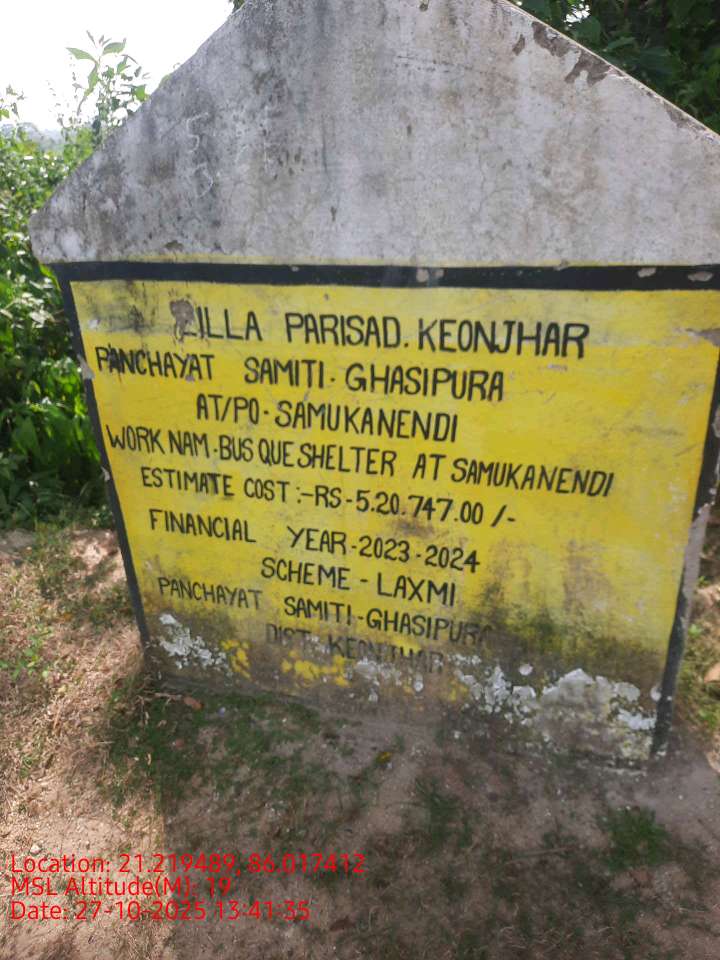 ZILLA PARISAD. KEONJHAR
PANCHAYAT SAMITI- GHASIPURA
AT/PO- SAMUKANENDI
WORK NAM-BUS QUE SHELTER AT SAMUKANENDI
ESTIMATE COST :-RS-5.20.747.00 /-
FINANCIAL YEAR-2023-2024
SCHEME - LAXMI
PANCHAYAT SAMITI-GHASIPURA
DIST- KEONJHAR
Location: 21.219489, 86.017412
MSL Altitude(M): 19
Date: 27-10-2025 13:41:35